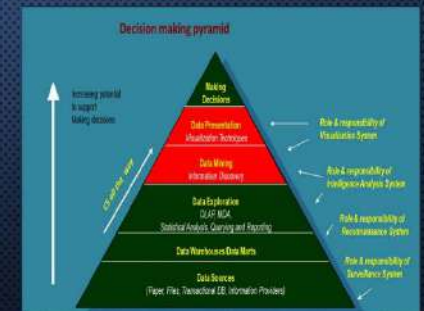 Decision making pyramid
Increasing potential
to support
Making decisions
Making
Decisions
Data Presentation
Visualization Techniques
Data Mining
Information Discovery
Data Exploration
OLAP, MDA,
Statistical Analysis, Querying and Reporting
Data Warehouses/Data Marts
Data Sources
(Paper, Files, Transactional DB, Information Providers)
Role & responsibility of
Visualization System
Role & responsibility of
Intelligence Analysis System
Role & responsibility of
Reconnaissance System
Role & responsibility of
Surveillance System